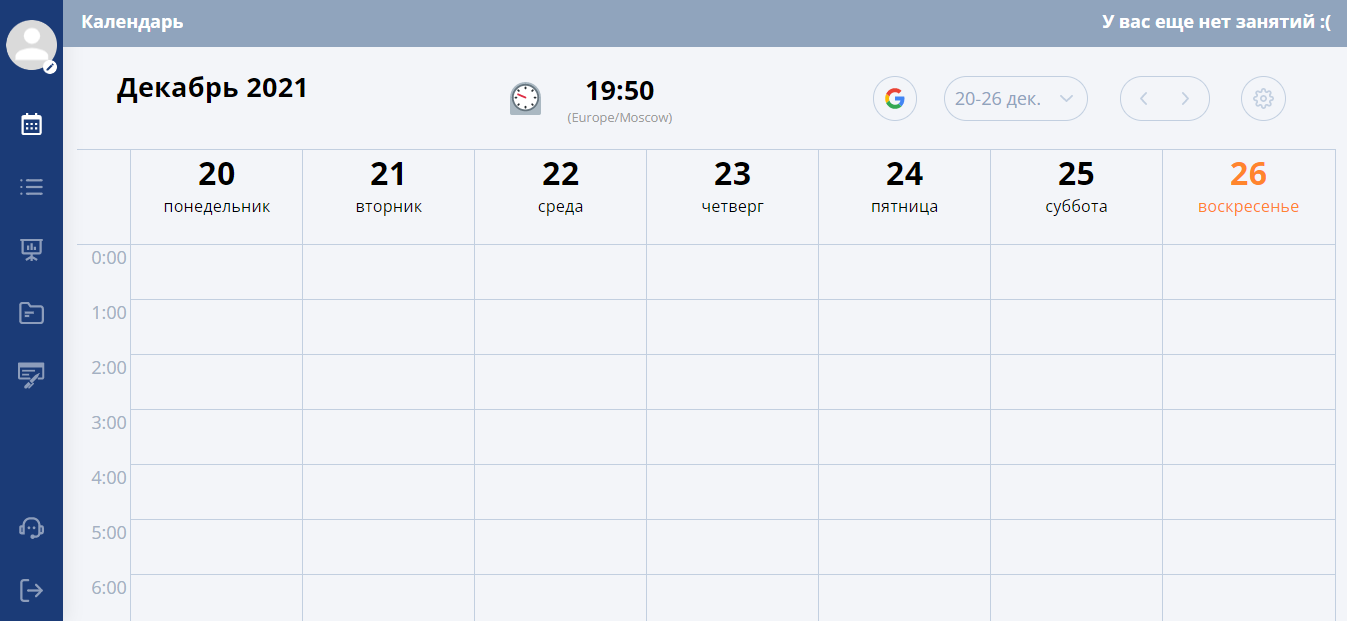 Календарь
У вас еще нет занятий :(
Декабрь 2021
19:50
(Europe/Moscow)
20-26 дек.
20
21
22
23
24
25
26
понедельник
вторник
среда
четверг
пятница
суббота
воскресенье
0:00
1:00
2:00
3:00
4:00
5:00
6:00